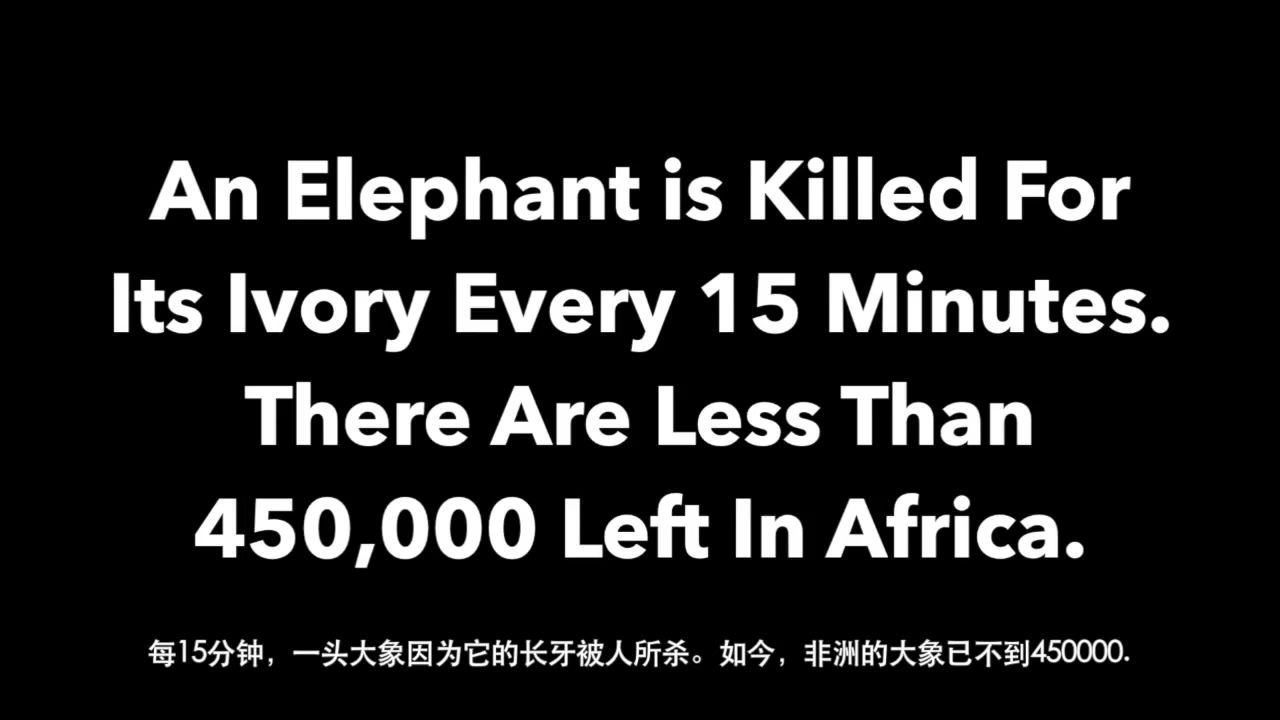 An Elephant is Killed For
Its Ivory Every 15 Minutes.
There Are Less Than
450,000 Left In Africa.
每15分钟，一头大象因为它的长牙被人所杀。如今，非洲的大象已不到450000.